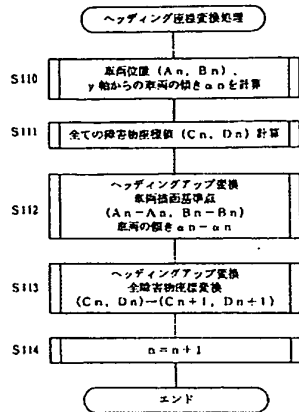 ヘッディング座標変換処理
S110
車両位置(An, Bn)、
y軸からの車両の傾きαnを計算
S111
全ての障害物座標値(Cn, Dn)計算
S112
ヘッディングアップ変換
車両描画基準点
(An-An, Bn-Bn)
車両の傾きαn-αn
S113
ヘッディングアップ変換
全障害物座標変換
(Cn, Dn)→(Cn+1, Dn+1)
S114
n=n+1
エンド